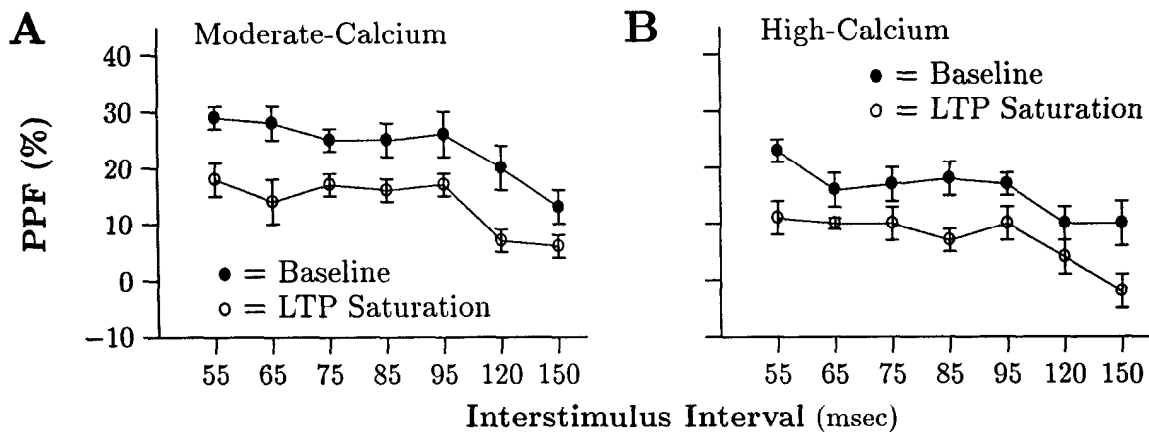 A
Moderate-Calcium
PPF (%)
40
30
20
10
0
−10
● = Baseline
○ = LTP Saturation
55 65 75 85 95 120 150
B
High-Calcium
● = Baseline
○ = LTP Saturation
55 65 75 85 95 120 150
Interstimulus Interval (msec)